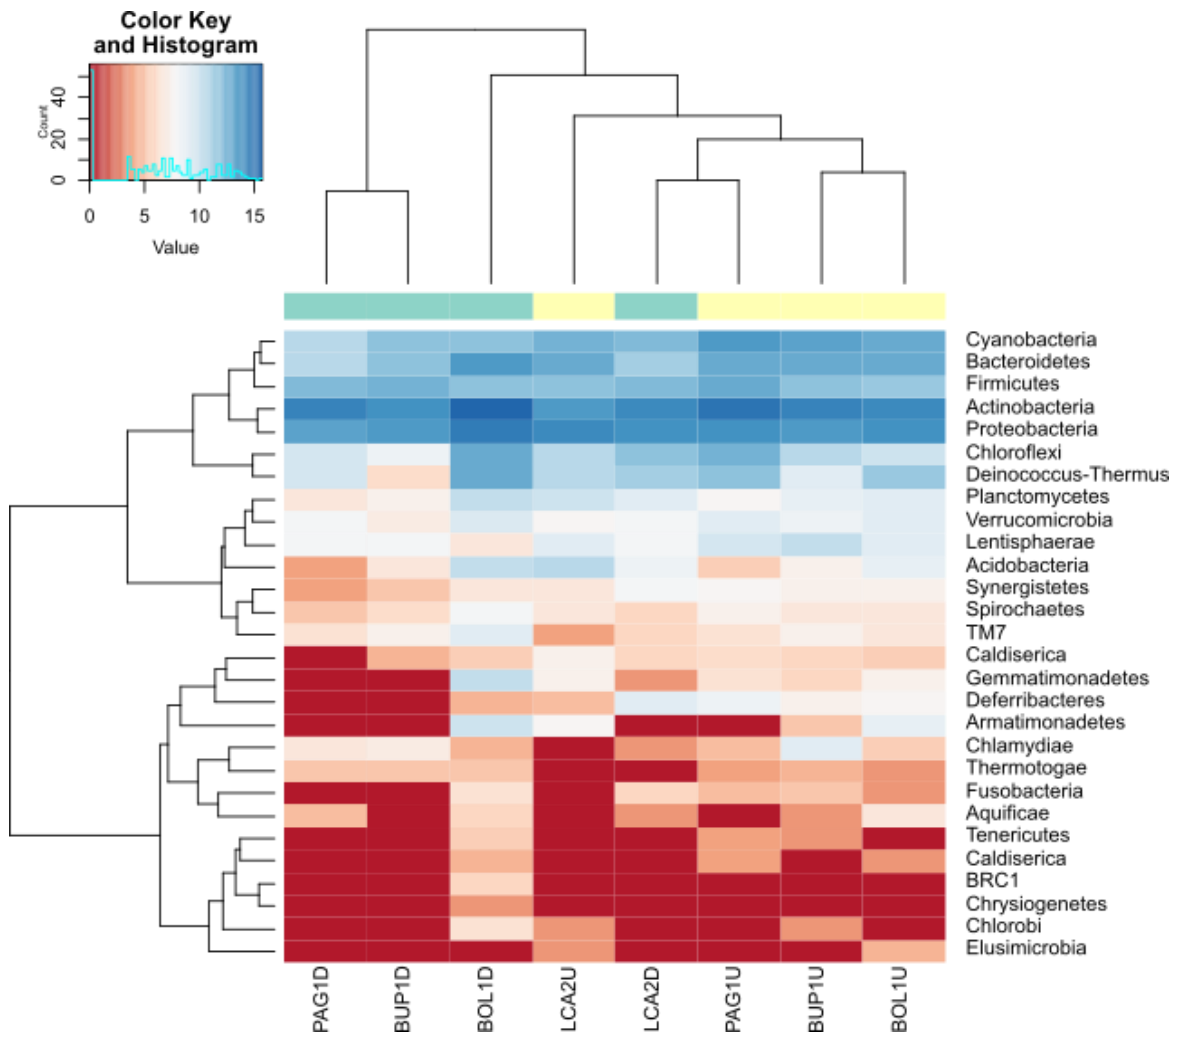 Color Key
and Histogram
Count
0 20 40
0 5 10 15
Value
Cyanobacteria
Bacteroidetes
Firmicutes
Actinobacteria
Proteobacteria
Chloroflexi
Deinococcus-Thermus
Planctomycetes
Verrucomicrobia
Lentisphaerae
Acidobacteria
Synergistetes
Spirochaetes
TM7
Caldiserica
Gemmatimonadetes
Deferribacteres
Armatimonadetes
Chlamydiae
Thermotogae
Fusobacteria
Aquificae
Tenericutes
Caldiserica
BRC1
Chrysiogenetes
Chlorobi
Elusimicrobia
PAG1D BUP1D BOL1D LCA2U LCA2D PAG1U BUP1U BOL1U